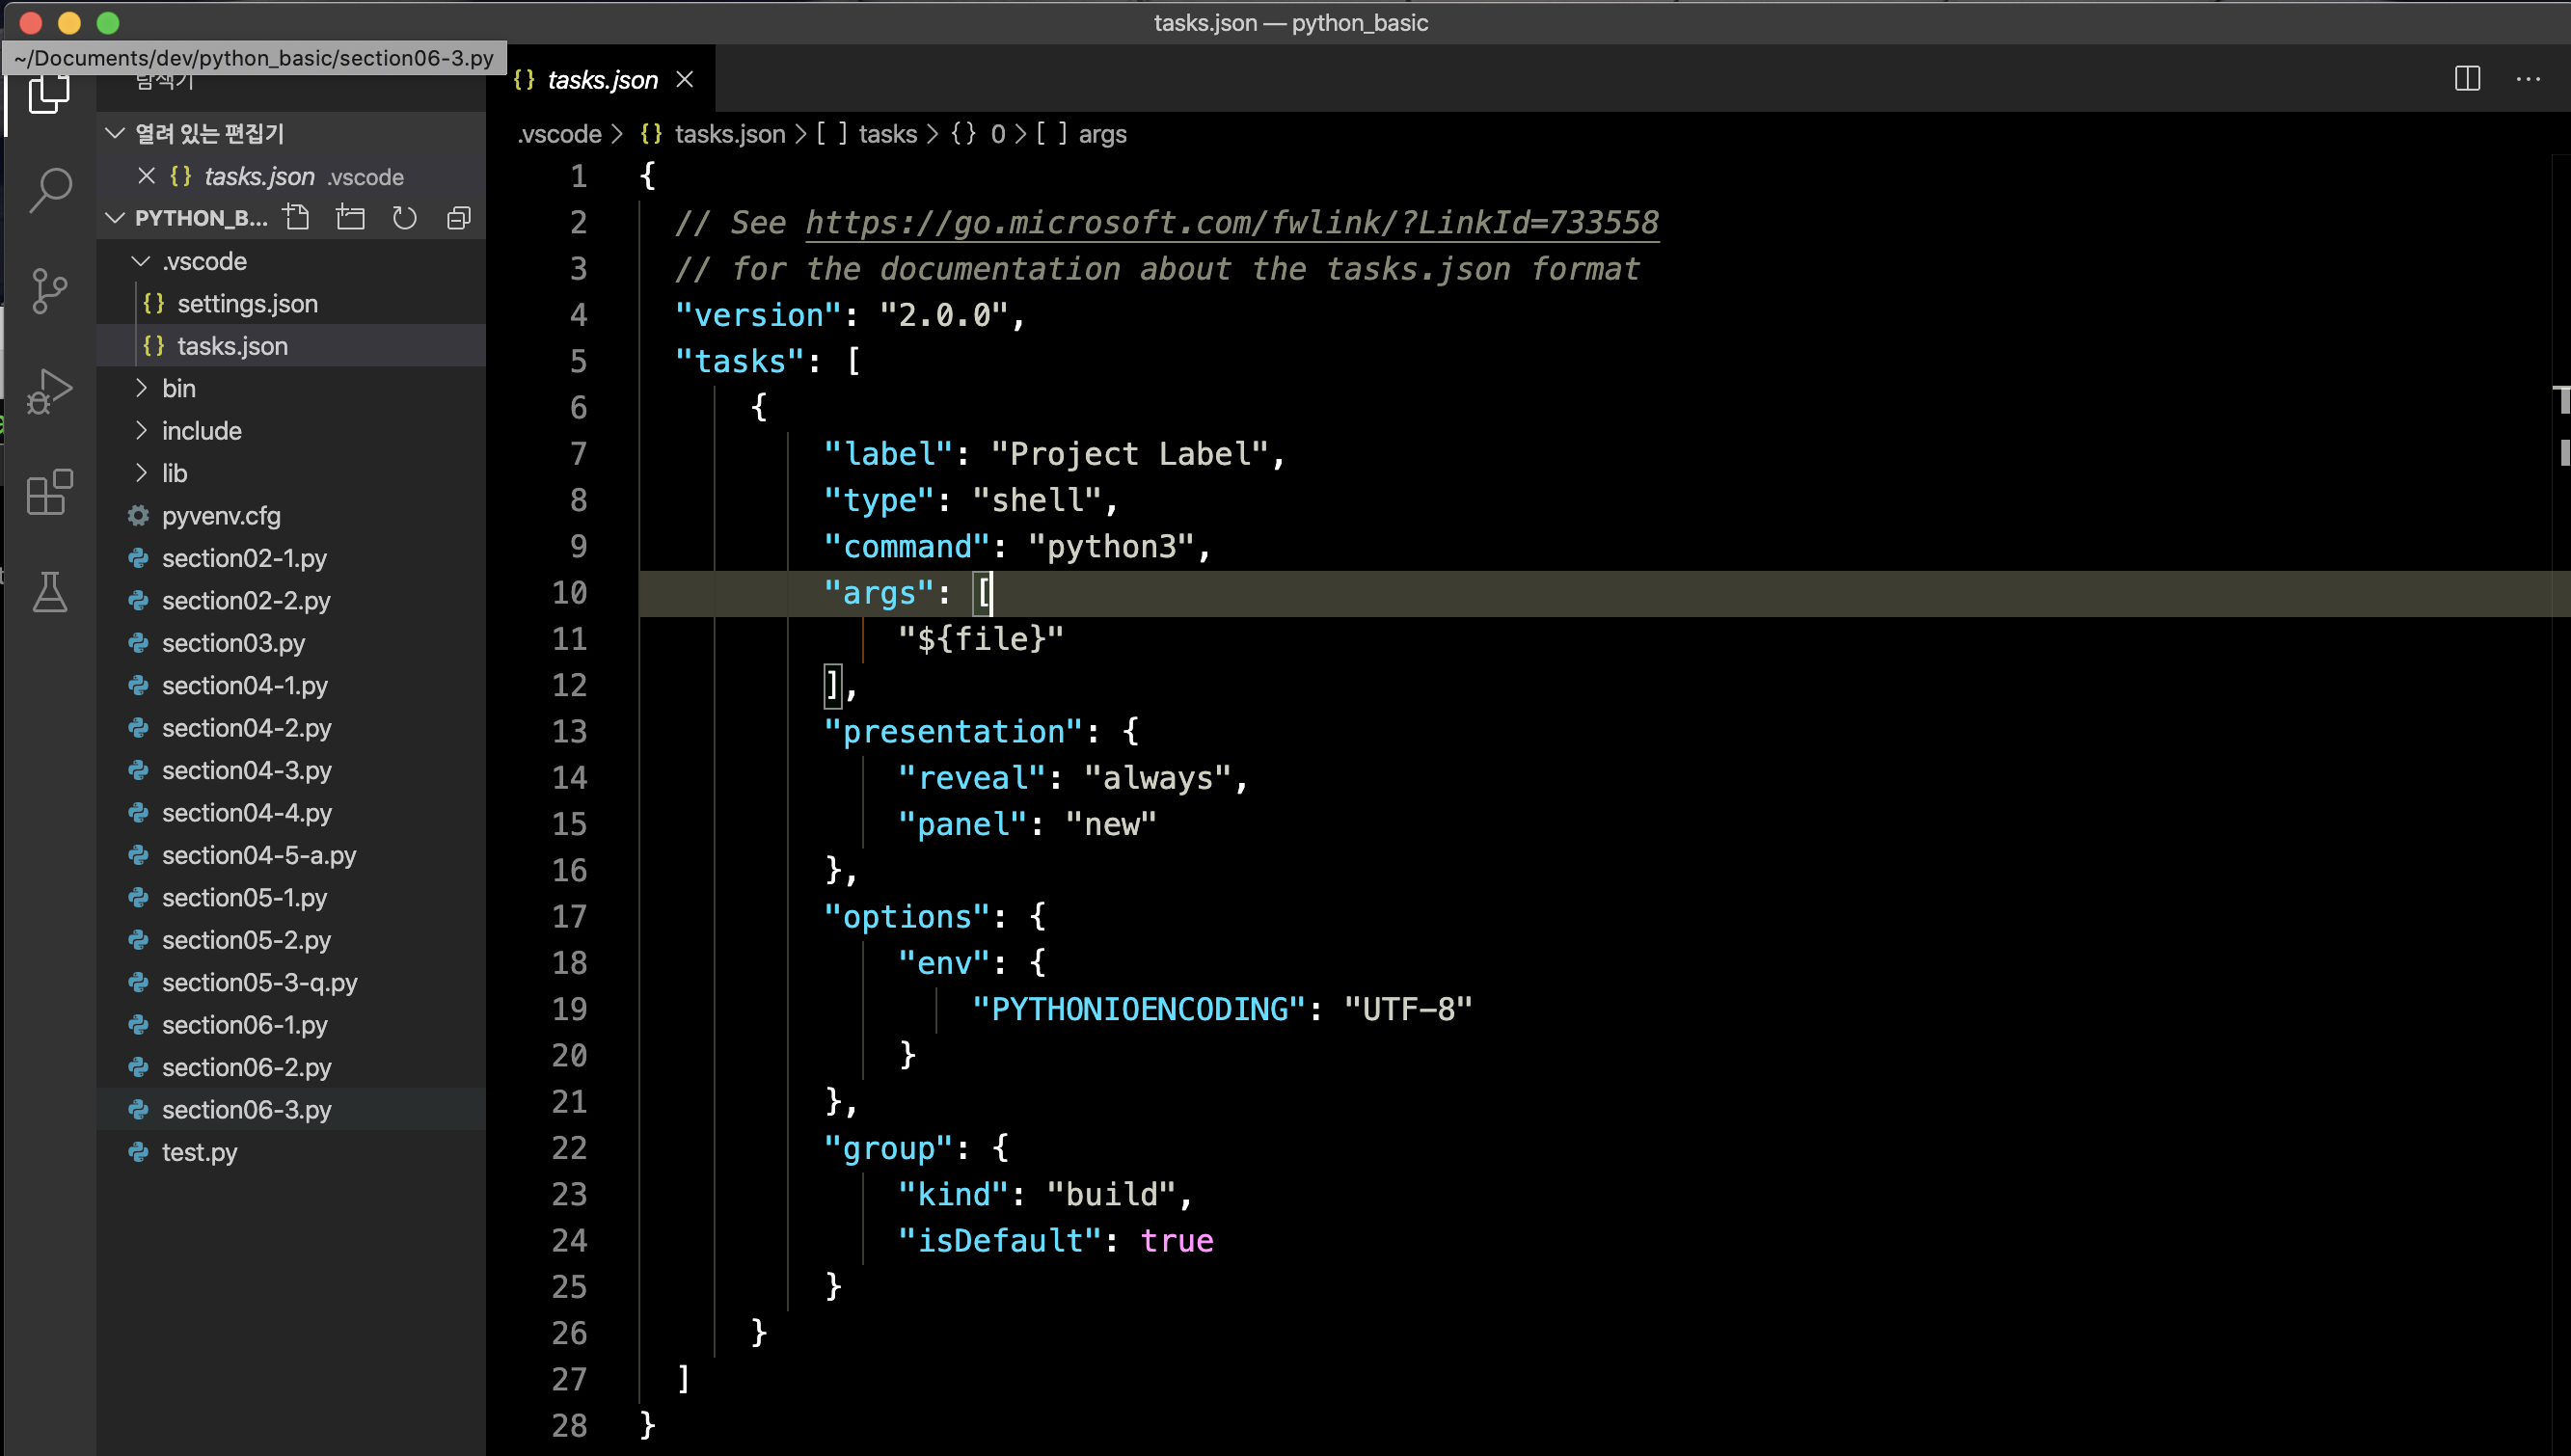 tasks.json — python_basic
~/Documents/dev/python_basic/section06-3.py
탐색기
열려 있는 편집기
tasks.json .vscode
PYTHON_B...
.vscode
settings.json
tasks.json
bin
include
lib
pyvenv.cfg
section02-1.py
section02-2.py
section03.py
section04-1.py
section04-2.py
section04-3.py
section04-4.py
section04-5-a.py
section05-1.py
section05-2.py
section05-3-q.py
section06-1.py
section06-2.py
section06-3.py
test.py
{} tasks.json
.vscode > {} tasks.json > [ ] tasks > {} 0 > [ ] args
1 {
2 // See https://go.microsoft.com/fwlink/?LinkId=733558
3 // for the documentation about the tasks.json format
4 "version": "2.0.0",
5 "tasks": [
6 {
7 "label": "Project Label",
8 "type": "shell",
9 "command": "python3",
10 "args": [
11 "${file}"
12 ],
13 "presentation": {
14 "reveal": "always",
15 "panel": "new"
16 },
17 "options": {
18 "env": {
19 "PYTHONIOENCODING": "UTF-8"
20 }
21 },
22 "group": {
23 "kind": "build",
24 "isDefault": true
25 }
26 }
27 ]
28 }